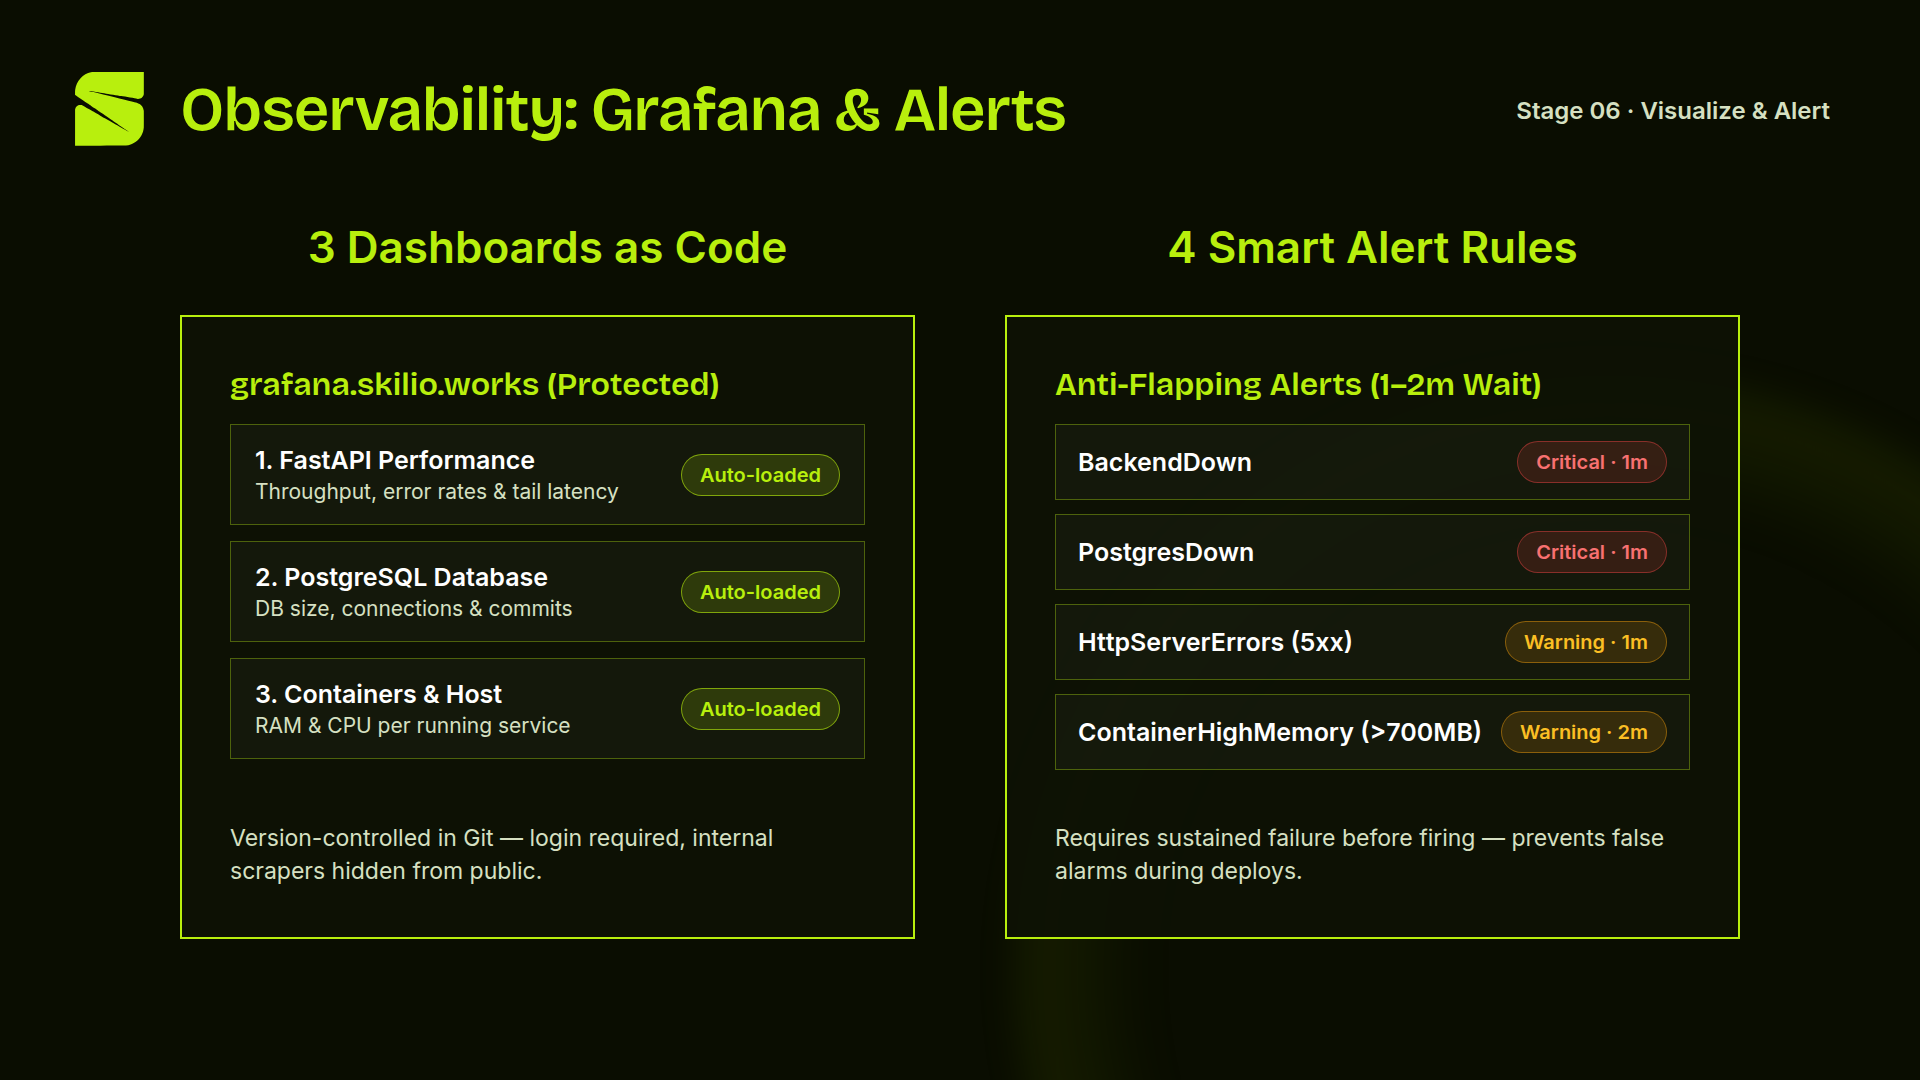 Observability: Grafana & Alerts
Stage 06 · Visualize & Alert
3 Dashboards as Code
grafana.skilio.works (Protected)
1. FastAPI Performance
Throughput, error rates & tail latency
Auto-loaded
2. PostgreSQL Database
DB size, connections & commits
Auto-loaded
3. Containers & Host
RAM & CPU per running service
Auto-loaded
Version-controlled in Git — login required, internal
scrapers hidden from public.
4 Smart Alert Rules
Anti-Flapping Alerts (1–2m Wait)
BackendDown
Critical · 1m
PostgresDown
Critical · 1m
HttpServerErrors (5xx)
Warning · 1m
ContainerHighMemory (>700MB)
Warning · 2m
Requires sustained failure before firing — prevents false
alarms during deploys.